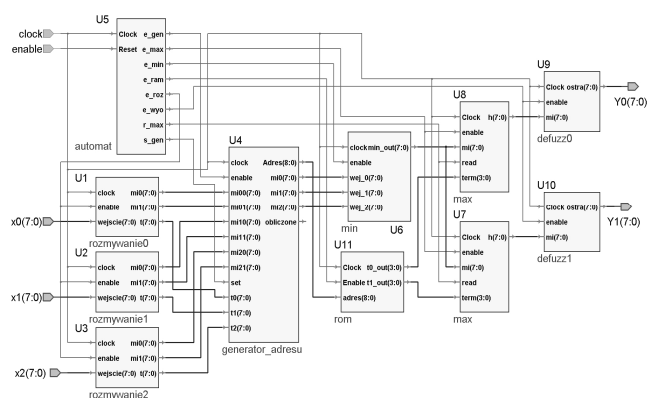 clock
enable
U5
Clock e_gen
Reset e_max
e_min
e_ram
e_roz
e_wyo
r_max
s_gen
automat
U1
clock mi0(7:0)
enable mi1(7:0)
wejscie(7:0) t(7:0)
rozmywanie0
x0(7:0)
U2
clock mi0(7:0)
enable mi1(7:0)
wejscie(7:0) t(7:0)
rozmywanie1
x1(7:0)
U3
clock mi0(7:0)
enable mi1(7:0)
wejscie(7:0) t(7:0)
rozmywanie2
x2(7:0)
U4
clock Adres(8:0)
enable mi0(7:0)
mi00(7:0) mi1(7:0)
mi01(7:0) mi2(7:0)
mi10(7:0) obliczone
mi11(7:0)
mi20(7:0)
mi21(7:0)
set
t0(7:0)
t1(7:0)
t2(7:0)
generator_adresu
clock min_out(7:0)
enable
wej_0(7:0)
wej_1(7:0)
wej_2(7:0)
min
U6
U11
Clock t0_out(3:0)
Enable t1_out(3:0)
adres(8:0)
rom
U8
Clock h(7:0)
enable
mi(7:0)
read
term(3:0)
max
U7
Clock h(7:0)
enable
mi(7:0)
read
term(3:0)
max
U9
Clock ostra(7:0)
enable
mi(7:0)
defuzz0
Y0(7:0)
U10
Clock ostra(7:0)
enable
mi(7:0)
defuzz1
Y1(7:0)